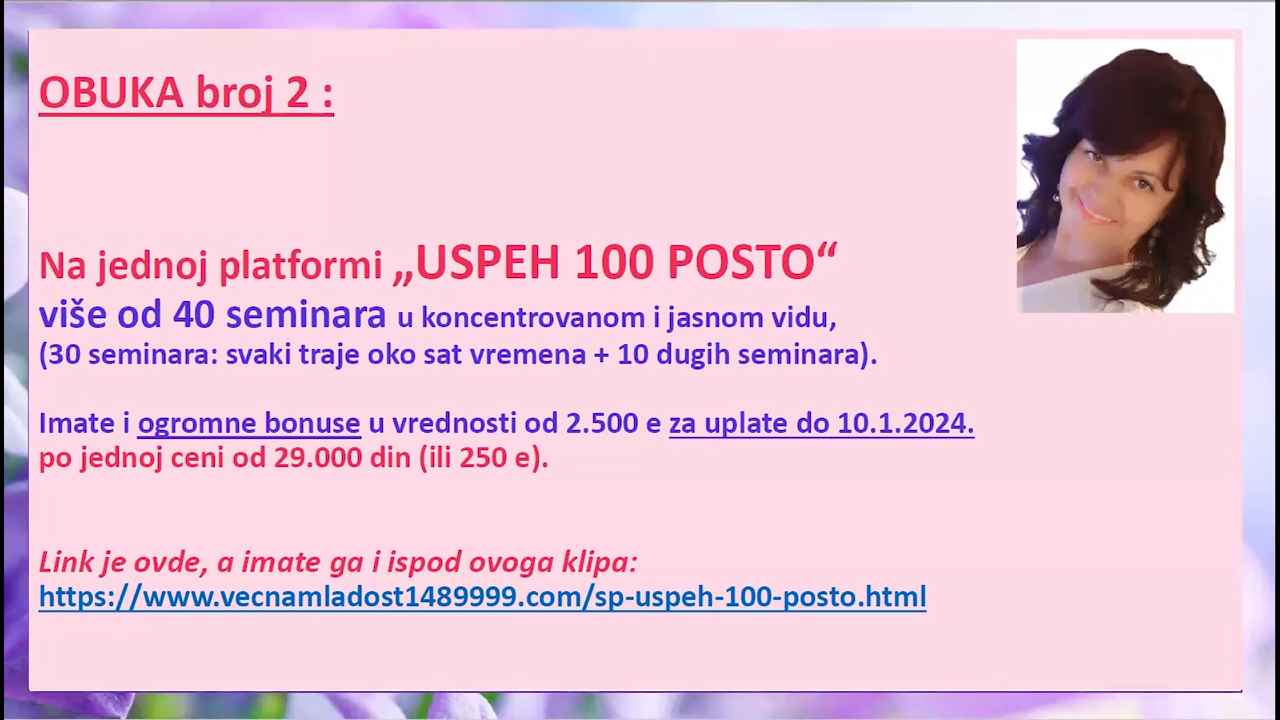 OBUKA broj 2 :
Na jednoj platformi „USPEH 100 POSTO“
više od 40 seminara u koncentrovanom i jasnom vidu,
(30 seminara: svaki traje oko sat vremena + 10 dugih seminara).
Imate i ogromne bonuse u vrednosti od 2.500 e za uplate do 10.1.2024.
po jednoj ceni od 29.000 din (ili 250 e).
Link je ovde, a imate ga i ispod ovoga klipa:
https://www.vecnamladost1489999.com/sp-uspeh-100-posto.html